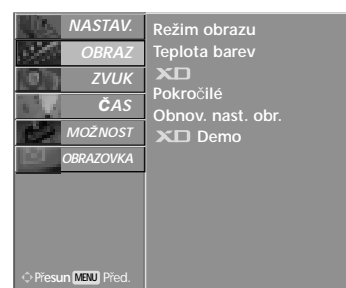 NASTAV.
OBRAZ
ZVUK
ČAS
MOŽNOST
OBRAZOVKA
Přesun MENU Před.
Režim obrazu
Teplota barev
XD
Pokročilé
Obnov. nast. obr.
XD Demo